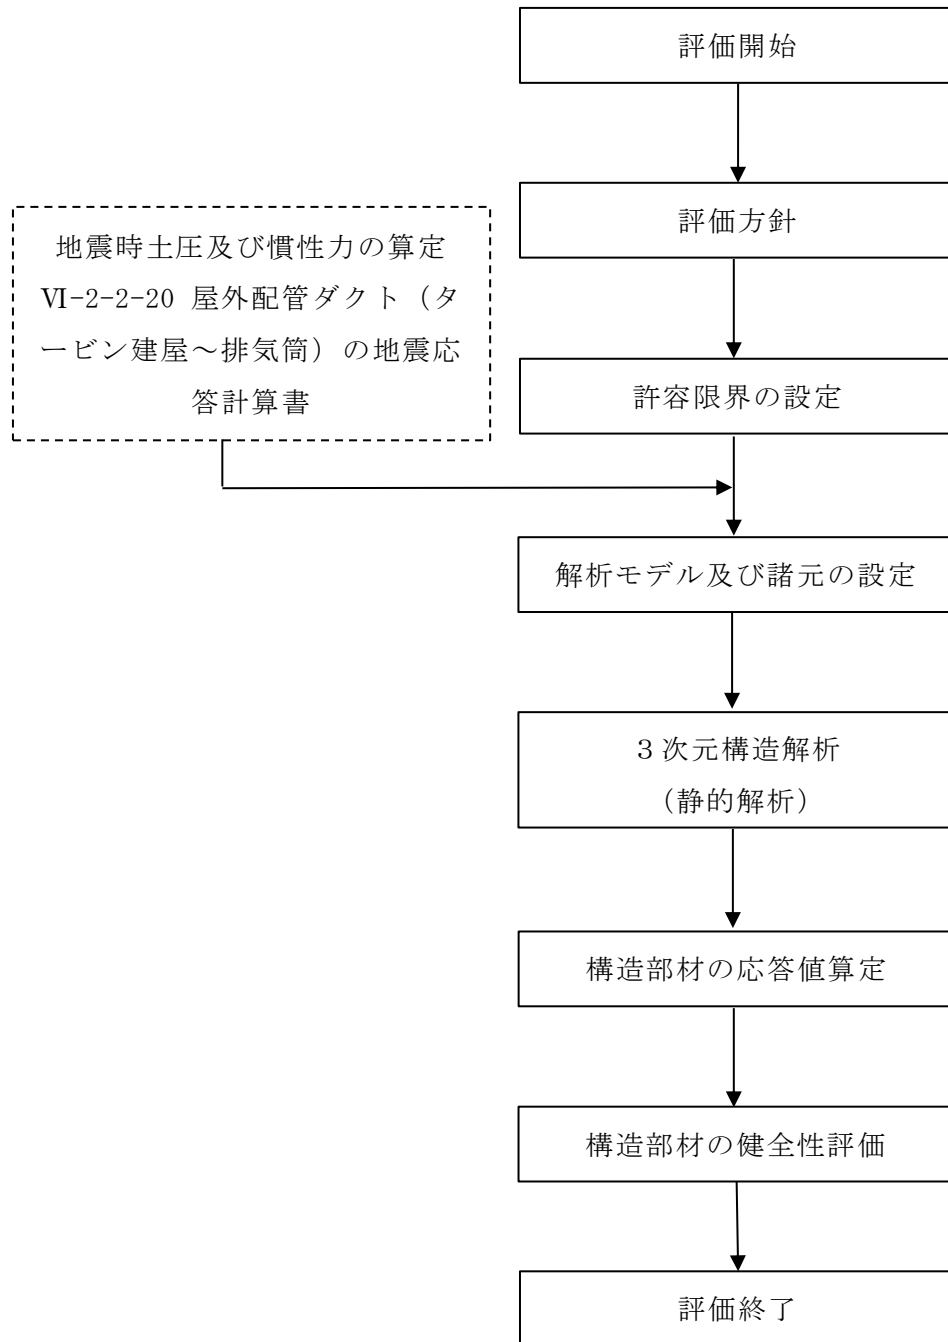 評価開始
評価方針
地震時土圧及び慣性力の算定
Ⅵ-2-2-20 屋外配管ダクト（タ
ービン建屋～排気筒）の地震応
答計算書
許容限界の設定
解析モデル及び諸元の設定
３次元構造解析
（静的解析）
構造部材の応答値算定
構造部材の健全性評価
評価終了